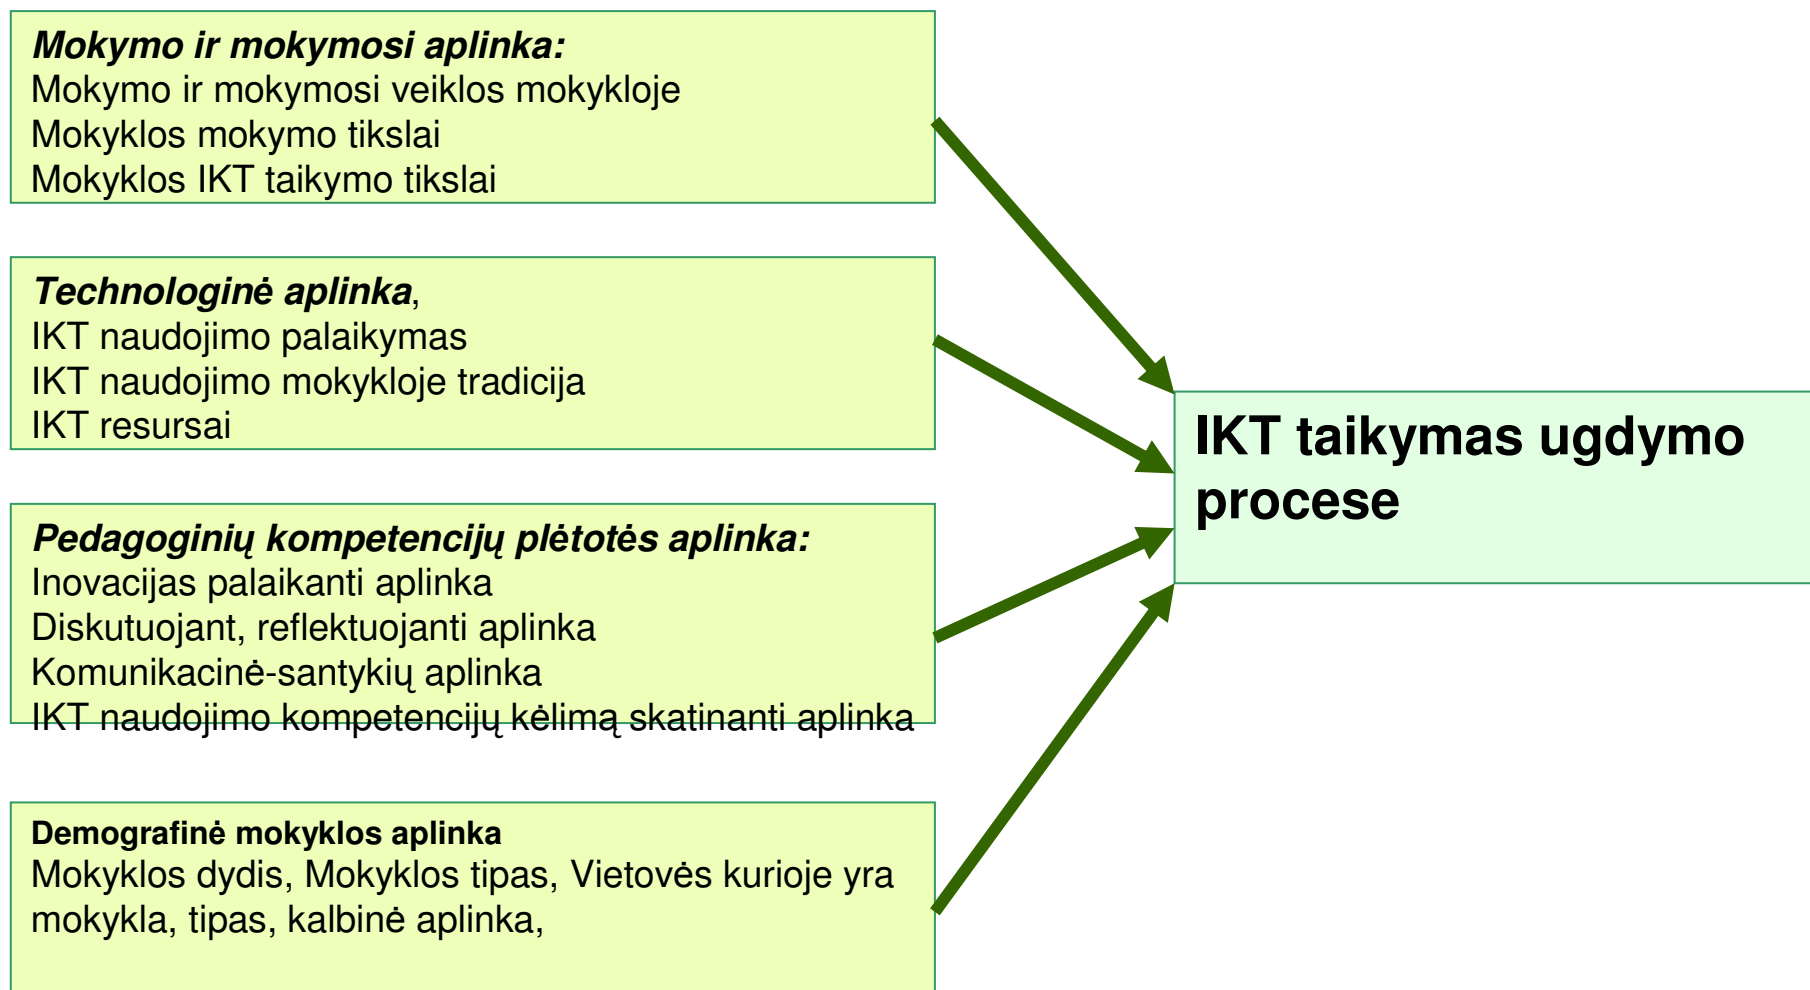 Mokymo ir mokymosi aplinka:
Mokymo ir mokymosi veiklos mokykloje
Mokyklos mokymo tikslai
Mokyklos IKT taikymo tikslai
Technologinė aplinka,
IKT naudojimo palaikymas
IKT naudojimo mokykloje tradicija
IKT resursai
Pedagoginių kompetencijų plėtotės aplinka:
Inovacijas palaikanti aplinka
Diskutuojant, reflektuojanti aplinka
Komunikacinė-santykių aplinka
IKT naudojimo kompetencijų kėlimą skatinanti aplinka
Demografinė mokyklos aplinka
Mokyklos dydis, Mokyklos tipas, Vietovės kurioje yra
mokykla, tipas, kalbinė aplinka,
IKT taikymas ugdymo
procese